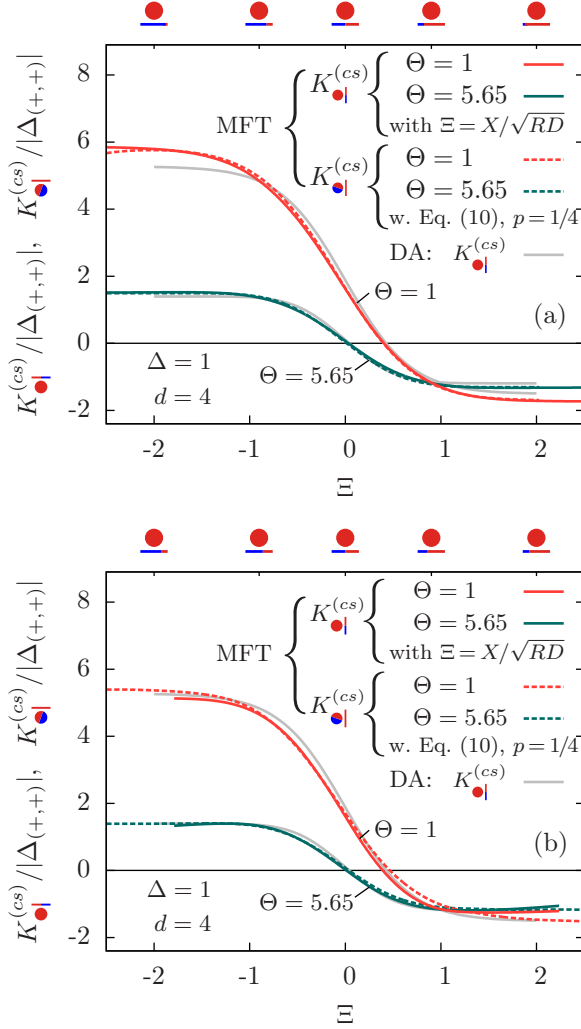 8
6
4
2
0
-2
K^{(cs)}/|Δ_{(+,+)}|, K^{(cs)}/|Δ_{(+,+)}|
MFT
K^{(cs)}
Θ = 1
Θ = 5.65
with Ξ = X/√RD
K^{(cs)}
Θ = 1
Θ = 5.65
w. Eq. (10), p = 1/4
DA: K^{(cs)}
Θ = 1
(a)
Δ = 1
Θ = 5.65
d = 4
-2 -1 0 1 2
Ξ
8
6
4
2
0
-2
K^{(cs)}/|Δ_{(+,+)}|, K^{(cs)}/|Δ_{(+,+)}|
MFT
K^{(cs)}
Θ = 1
Θ = 5.65
with Ξ = X/√RD
K^{(cs)}
Θ = 1
Θ = 5.65
w. Eq. (10), p = 1/4
DA: K^{(cs)}
Θ = 1
(b)
Δ = 1
Θ = 5.65
d = 4
-2 -1 0 1 2
Ξ